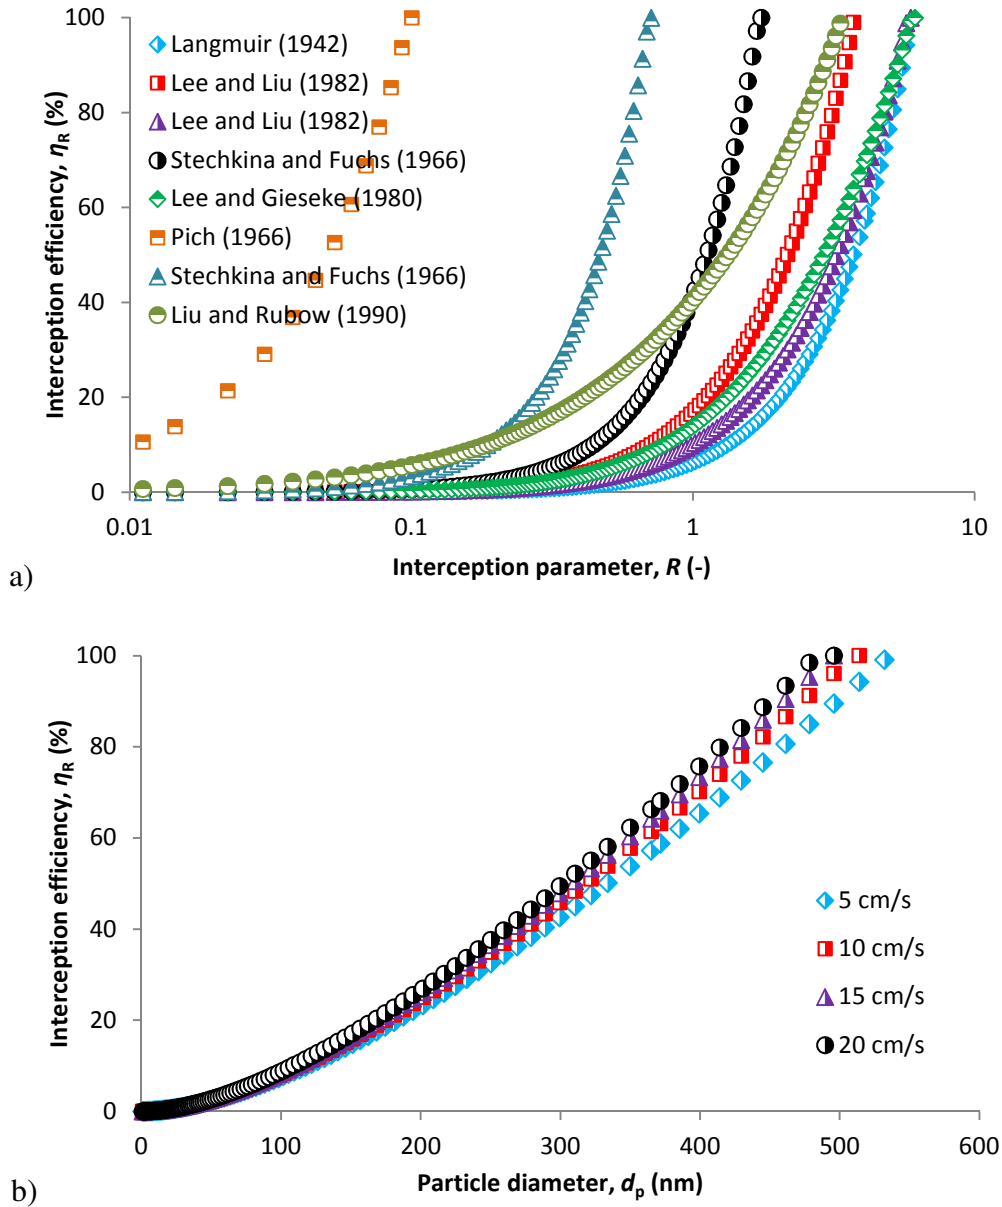 100
80
60
40
20
0
Interception efficiency, ηR (%)
Langmuir (1942)
Lee and Liu (1982)
Lee and Liu (1982)
Stechkina and Fuchs (1966)
Lee and Gieseke (1980)
Pich (1966)
Stechkina and Fuchs (1966)
Liu and Rubow (1990)
0.01 0.1 1 10
Interception parameter, R (-)
a)
100
80
60
40
20
0
Interception efficiency, ηR (%)
5 cm/s
10 cm/s
15 cm/s
20 cm/s
0 100 200 300 400 500 600
Particle diameter, dp (nm)
b)